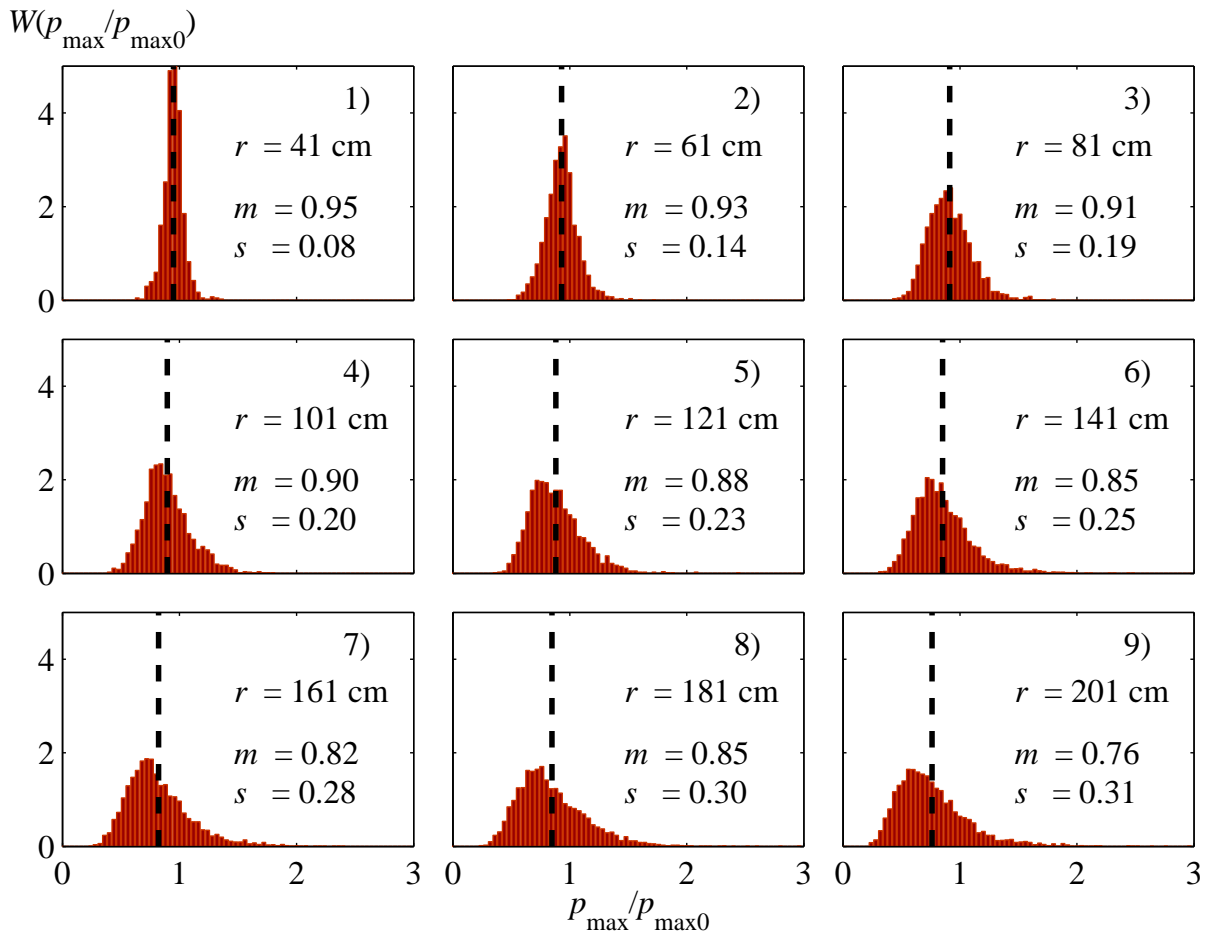 W(p_max/p_max0)
1)
r = 41 cm
m = 0.95
s = 0.08
2)
r = 61 cm
m = 0.93
s = 0.14
3)
r = 81 cm
m = 0.91
s = 0.19
4
2
0
4)
r = 101 cm
m = 0.90
s = 0.20
5)
r = 121 cm
m = 0.88
s = 0.23
6)
r = 141 cm
m = 0.85
s = 0.25
4
2
0
7)
r = 161 cm
m = 0.82
s = 0.28
8)
r = 181 cm
m = 0.85
s = 0.30
9)
r = 201 cm
m = 0.76
s = 0.31
4
2
0
0 1 2 3 0 1 2 3 0 1 2 3
p_max/p_max0